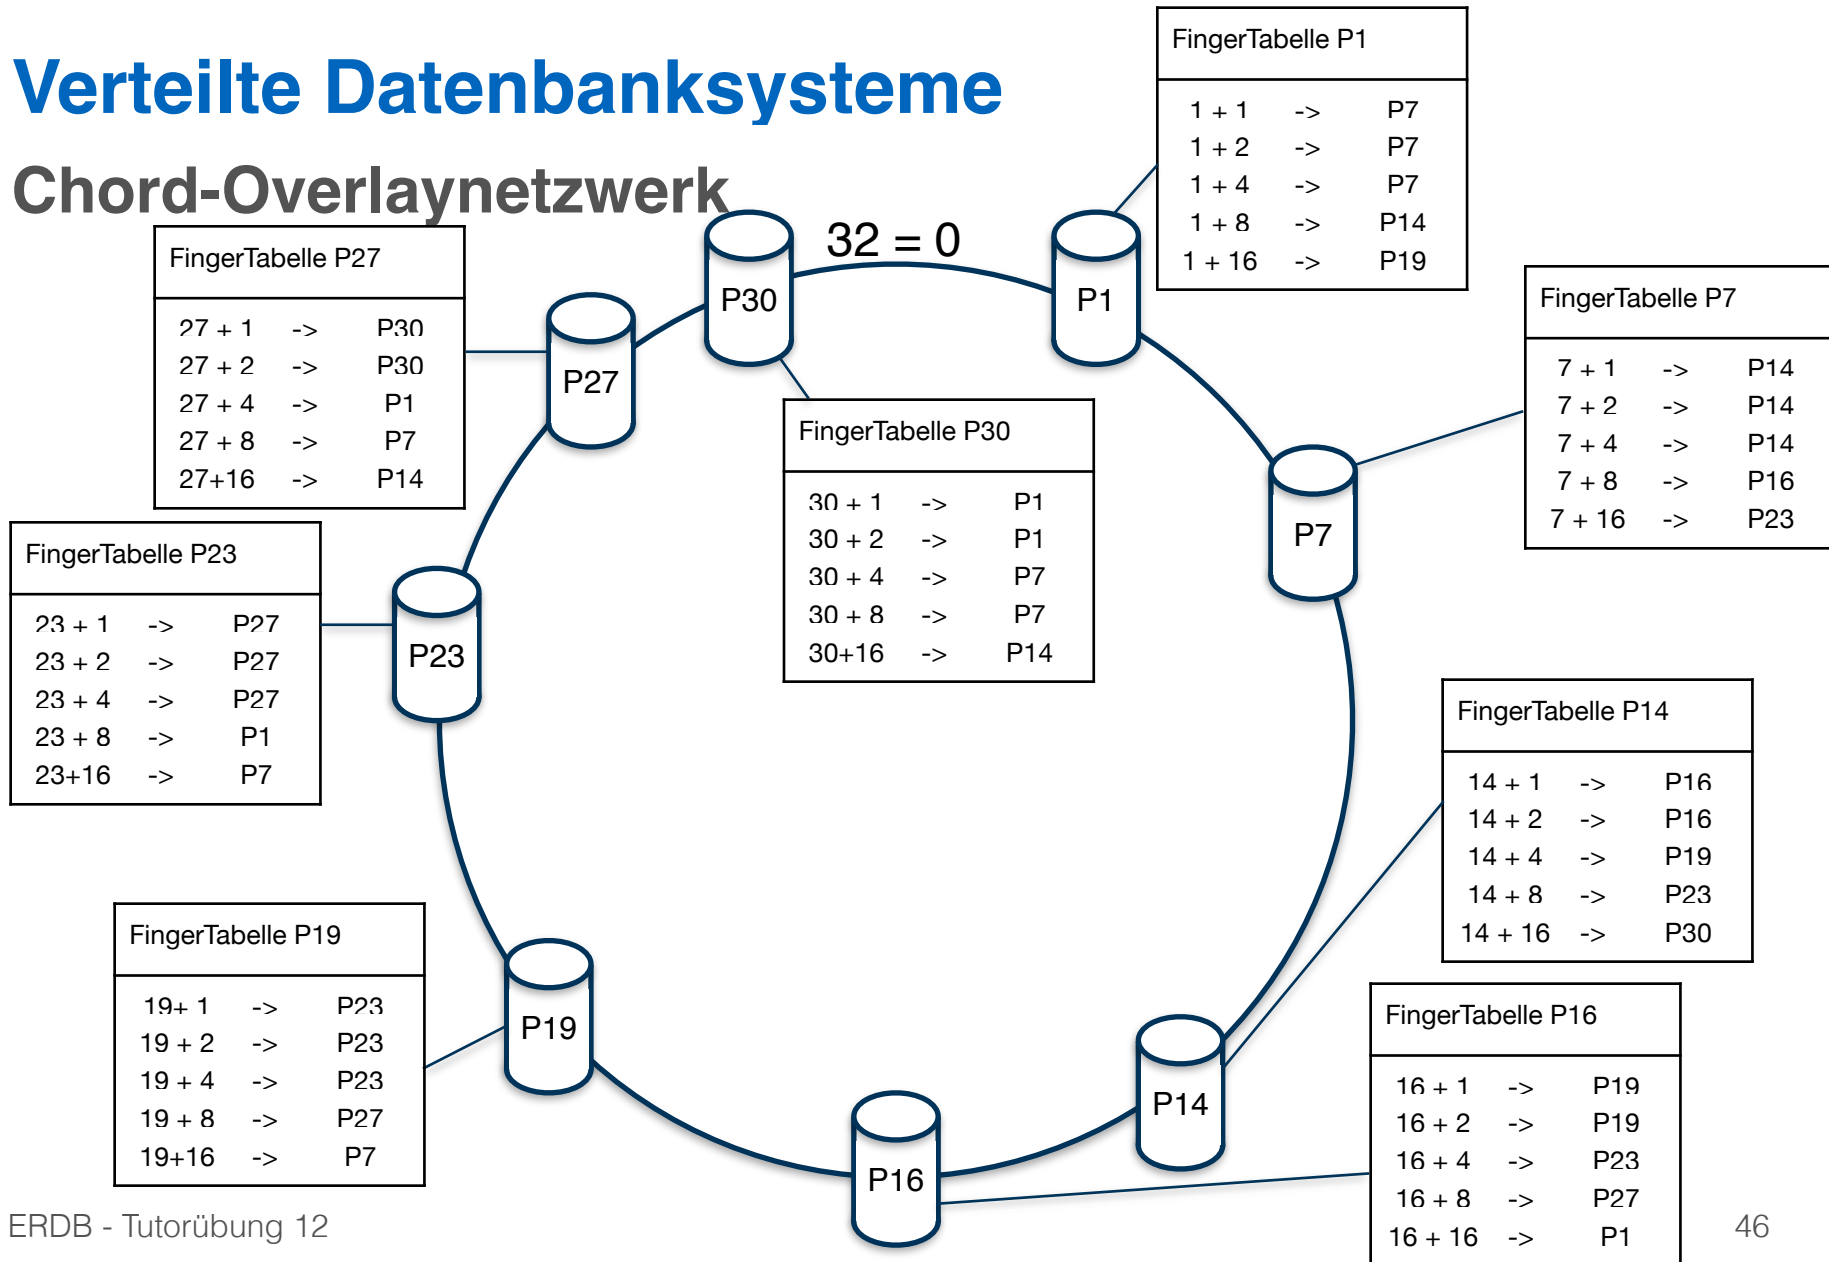 Verteilte Datenbanksysteme
Chord-Overlaynetzwerk
FingerTabelle P1
1 + 1 -> P7
1 + 2 -> P7
1 + 4 -> P7
1 + 8 -> P14
1 + 16 -> P19
FingerTabelle P27
27 + 1 -> P30
27 + 2 -> P30
27 + 4 -> P1
27 + 8 -> P7
27+16 -> P14
32 = 0
P30
P1
P27
FingerTabelle P7
7 + 1 -> P14
7 + 2 -> P14
7 + 4 -> P14
7 + 8 -> P16
7 + 16 -> P23
FingerTabelle P30
30 + 1 -> P1
30 + 2 -> P1
30 + 4 -> P7
30 + 8 -> P7
30+16 -> P14
P7
FingerTabelle P23
23 + 1 -> P27
23 + 2 -> P27
23 + 4 -> P27
23 + 8 -> P1
23+16 -> P7
P23
FingerTabelle P14
14 + 1 -> P16
14 + 2 -> P16
14 + 4 -> P19
14 + 8 -> P23
14 + 16 -> P30
FingerTabelle P19
19+ 1 -> P23
19 + 2 -> P23
19 + 4 -> P23
19 + 8 -> P27
19+16 -> P7
P19
P14
P16
FingerTabelle P16
16 + 1 -> P19
16 + 2 -> P19
16 + 4 -> P23
16 + 8 -> P27
16 + 16 -> P1
ERDB - Tutorübung 12
46